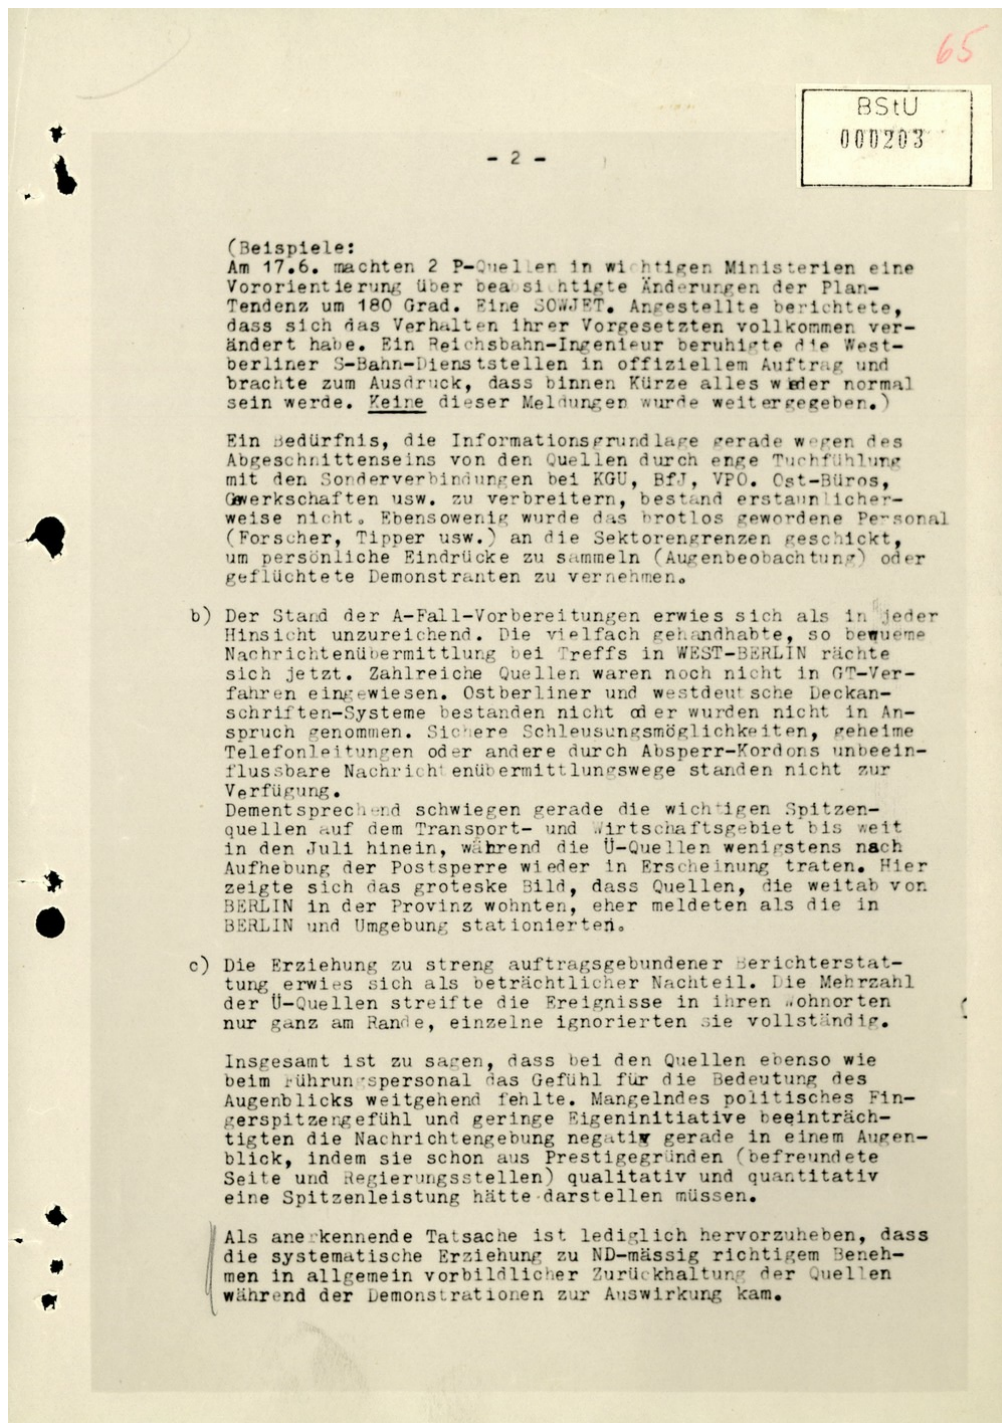 65
BStU
000203
- 2 -
(Beispiele:
Am 17.6. machten 2 P-Quellen in wichtigen Ministerien eine
Vororientierung über beabsichtigte Änderungen der Plan-
Tendenz um 180 Grad. Eine SOWJET. Angestellte berichtete,
dass sich das Verhalten ihrer Vorgesetzten vollkommen ver-
ändert habe. Ein Reichsbahn-Ingenieur beruhigte die West-
berliner S-Bahn-Dienststellen in offiziellem Auftrag und
brachte zum Ausdruck, dass binnen Kürze alles wieder normal
sein werde. Keine dieser Meldungen wurde weitergegeben.)
Ein Bedürfnis, die Informationsgrundlage gerade wegen des
Abgeschnittenseins von den Quellen durch enge Tuchfühlung
mit den Sonderverbindungen bei KGU, BfJ, VPO. Ost-Büros,
Gewerkschaften usw. zu verbreitern, bestand erstaunlicher-
weise nicht. Ebensowenig wurde das brotlos gewordene Personal
(Forscher, Tipper usw.) an die Sektorengrenzen geschickt,
um persönliche Eindrücke zu sammeln (Augenbeobachtung) oder
geflüchtete Demonstranten zu vernehmen.
b) Der Stand der A-Fall-Vorbereitungen erwies sich als in jeder
Hinsicht unzureichend. Die vielfach gehandhabte, so bequeme
Nachrichtenübermittlung bei Treffs in WEST-BERLIN rächte
sich jetzt. Zahlreiche Quellen waren noch nicht in GT-Ver-
fahren eingewiesen. Ostberliner und westdeutsche Deckan-
schriften-Systeme bestanden nicht oder wurden nicht in An-
spruch genommen. Sichere Schleusungsmöglichkeiten, geheime
Telefonleitungen oder andere durch Absperr-Kordons unbeein-
flussbare Nachrichtenübermittlungswege standen nicht zur
Verfügung.
Dementsprechend schwiegen gerade die wichtigen Spitzen-
quellen auf dem Transport- und Wirtschaftsgebiet bis weit
in den Juli hinein, während die Ü-Quellen wenigstens nach
Aufhebung der Postsperre wieder in Erscheinung traten. Hier
zeigte sich das groteske Bild, dass Quellen, die weitab von
BERLIN in der Provinz wohnten, eher meldeten als die in
BERLIN und Umgebung stationierten.
c) Die Erziehung zu streng auftragsgebundener Berichterstat-
tung erwies sich als beträchtlicher Nachteil. Die Mehrzahl
der Ü-Quellen streifte die Ereignisse in ihren Wohnorten
nur ganz am Rande, einzelne ignorierten sie vollständig.
Insgesamt ist zu sagen, dass bei den Quellen ebenso wie
beim Führungspersonal das Gefühl für die Bedeutung des
Augenblicks weitgehend fehlte. Mangelndes politisches Fin-
gerspitzengefühl und geringe Eigeninitiative beeinträch-
tigten die Nachrichtengebung negativ gerade in einem Augen-
blick, indem sie schon aus Prestigegründen (befreundete
Seite und Regierungsstellen) qualitativ und quantitativ
eine Spitzenleistung hätte darstellen müssen.
Als anerkennende Tatsache ist lediglich hervorzuheben, dass
die systematische Erziehung zu ND-mässig richtigem Beneh-
men in allgemein vorbildlicher Zurückhaltung der Quellen
während der Demonstrationen zur Auswirkung kam.